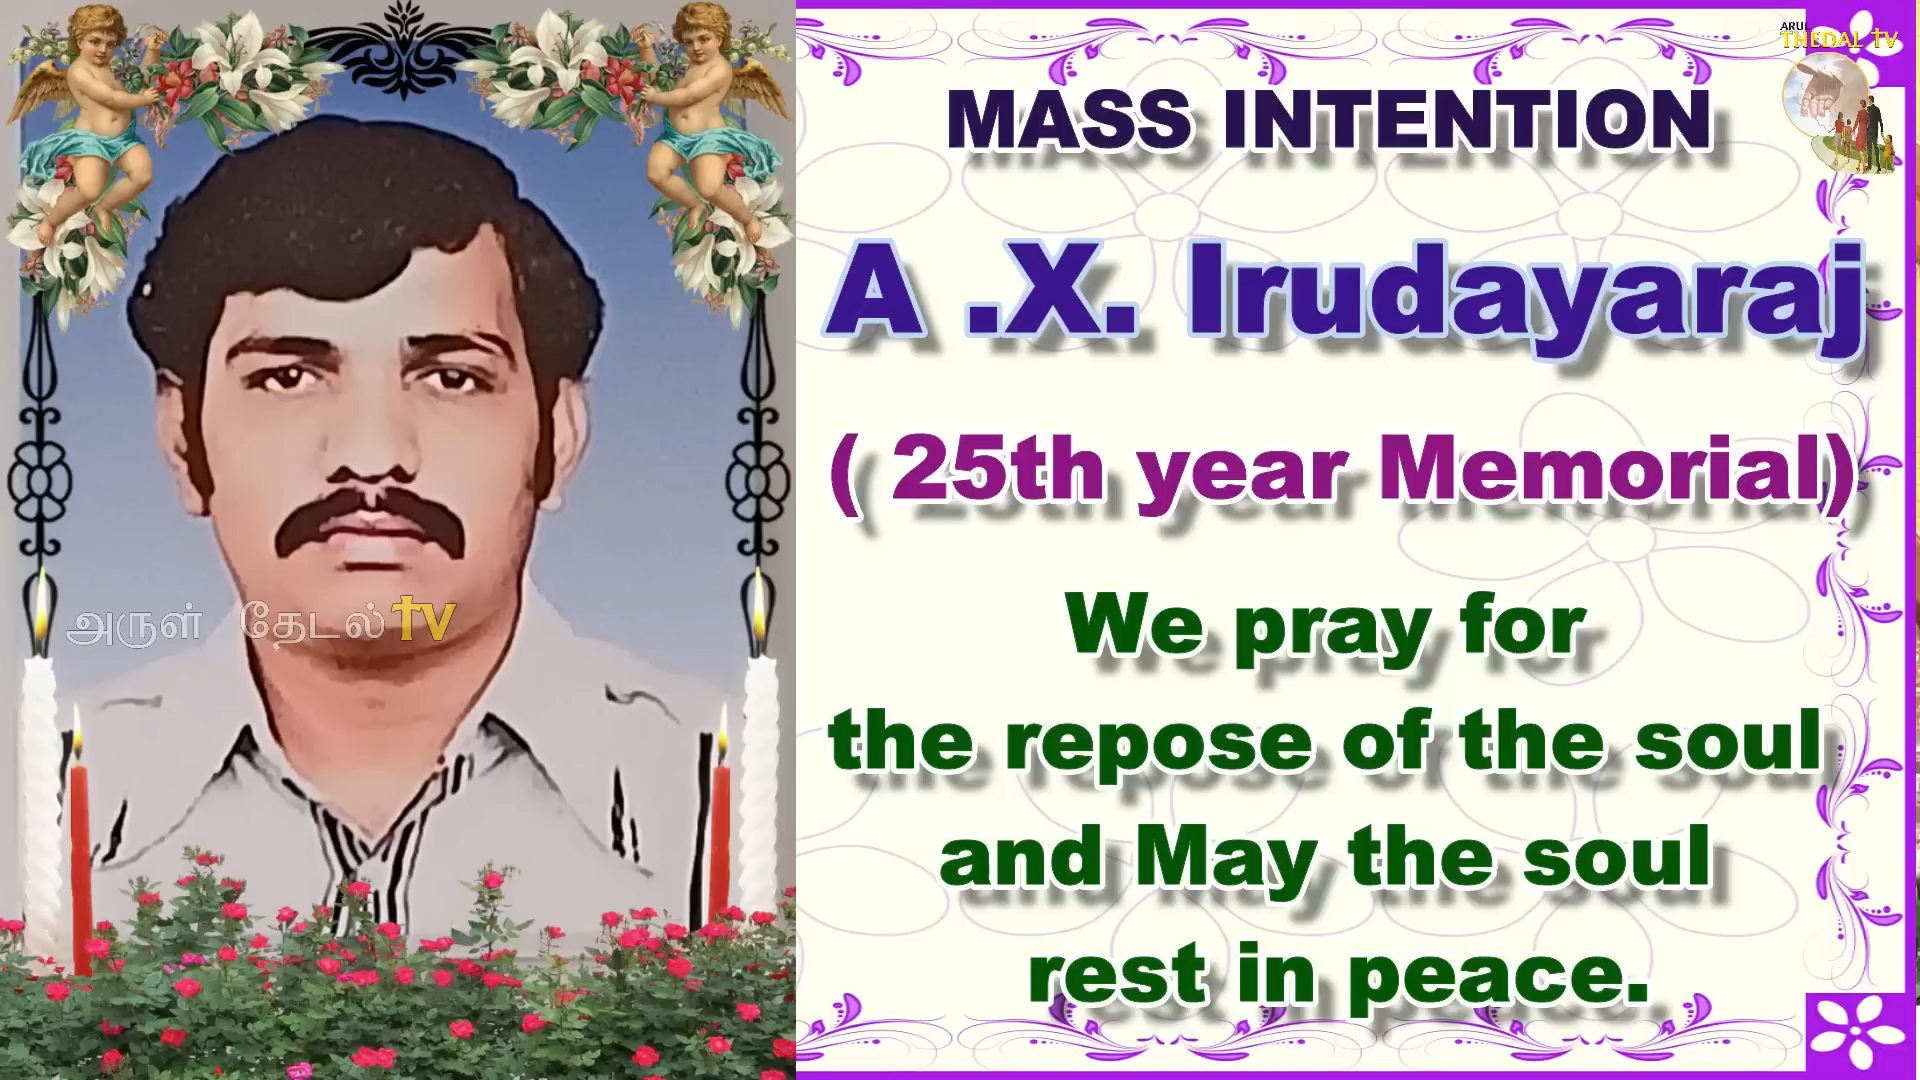 ARUL
THEDAL TV
MASS INTENTION
A .X. Irudayaraj
( 25th year Memorial)
அருள் தேடல் TV
We pray for
the repose of the soul
and May the soul
rest in peace.